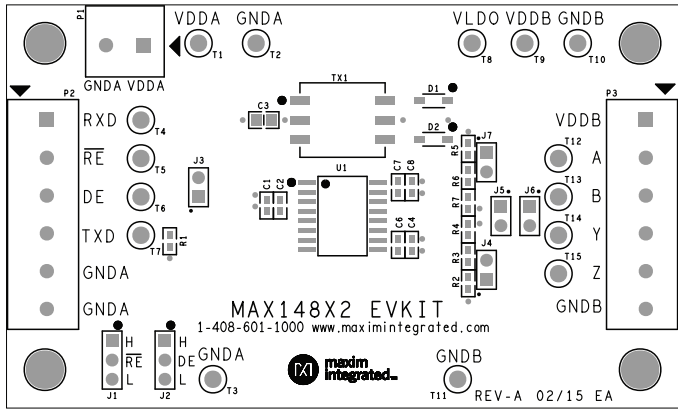 P1
VDDA
GNDA
VLDO
VDDB
GNDB
T1
T2
T8
T9
T10
GNDA VDDA
P2
TX1
D1
P3
C3
RXD
T4
VDDB
D2
J7
RE
T5
J3
U1
R5
T12
A
C1
C2
C7
C8
R6
DE
T6
R7
J5
J6
T13
B
TXD
T7
R1
C6
C4
R4
T14
Y
J4
R3
GNDA
R2
T15
Z
GNDA
MAX148X2 EVKIT
GNDB
1-408-601-1000 www.maximintegrated.com
H
RE
L
J1
H
DE
L
J2
GNDA
T3
maxim
integrated™
GNDB
T11
REV-A 02/15 EA